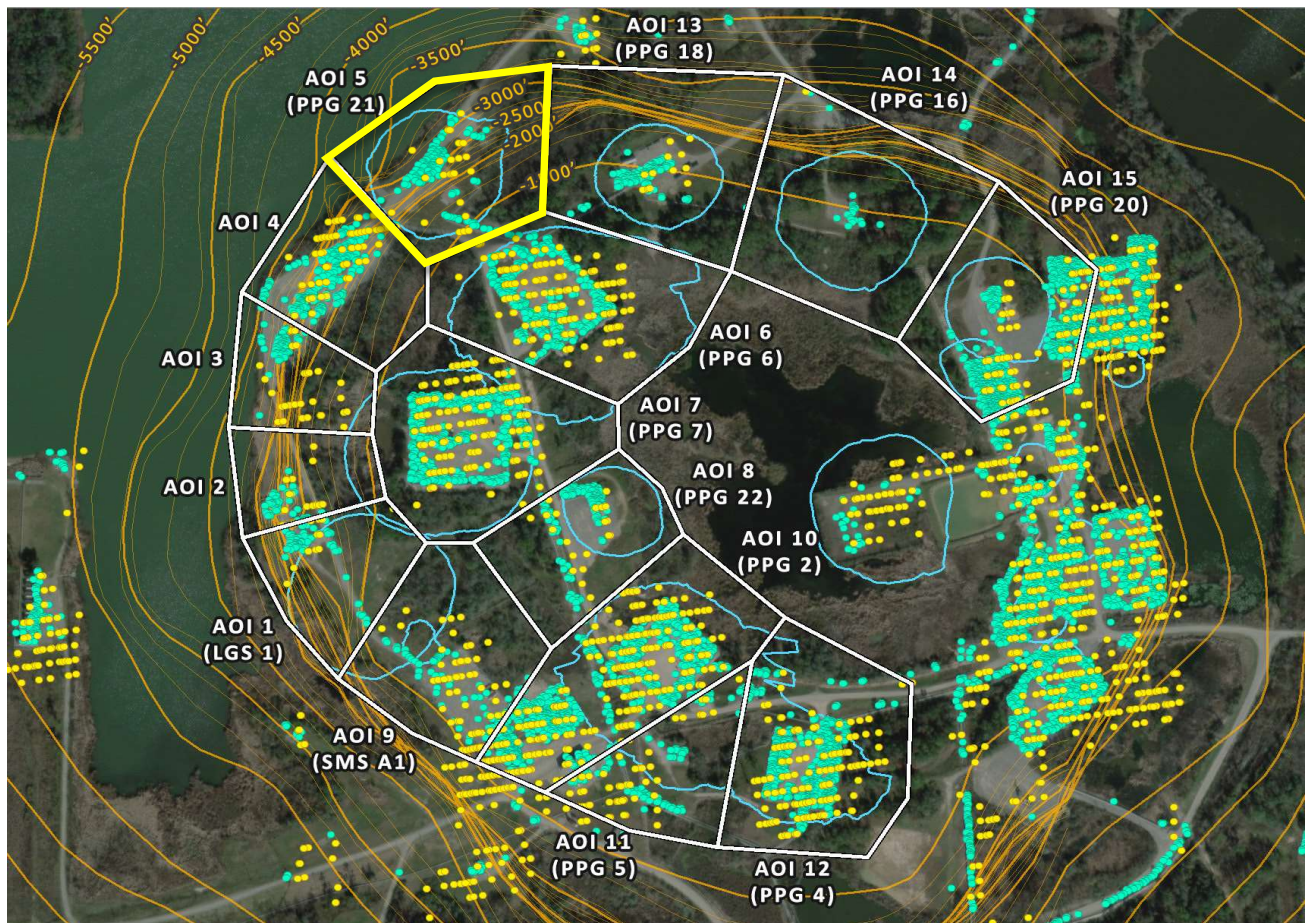 -5500'
-5000'
-4500'
-4000'
-3500'
AOI 13
(PPG 18)
AOI 5
(PPG 21)
AOI 14
(PPG 16)
-3000'
-2500'
-2000'
AOI 15
(PPG 20)
AOI 4
AOI 6
(PPG 6)
AOI 3
AOI 7
(PPG 7)
AOI 8
(PPG 22)
AOI 2
AOI 10
(PPG 2)
AOI 1
(LGS 1)
AOI 9
(SMS A1)
AOI 11
(PPG 5)
AOI 12
(PPG 4)